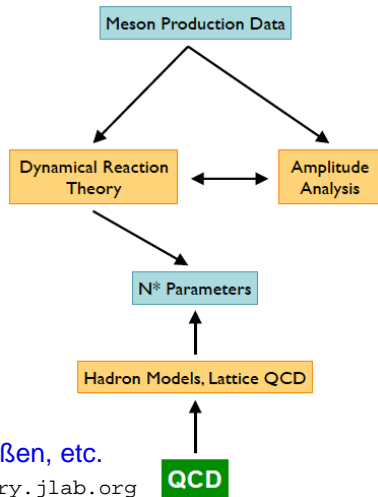 Meson Production Data
Dynamical Reaction
Theory
Amplitude
Analysis
N* Parameters
Hadron Models, Lattice QCD
ßen, etc.
ry.jlab.org
QCD